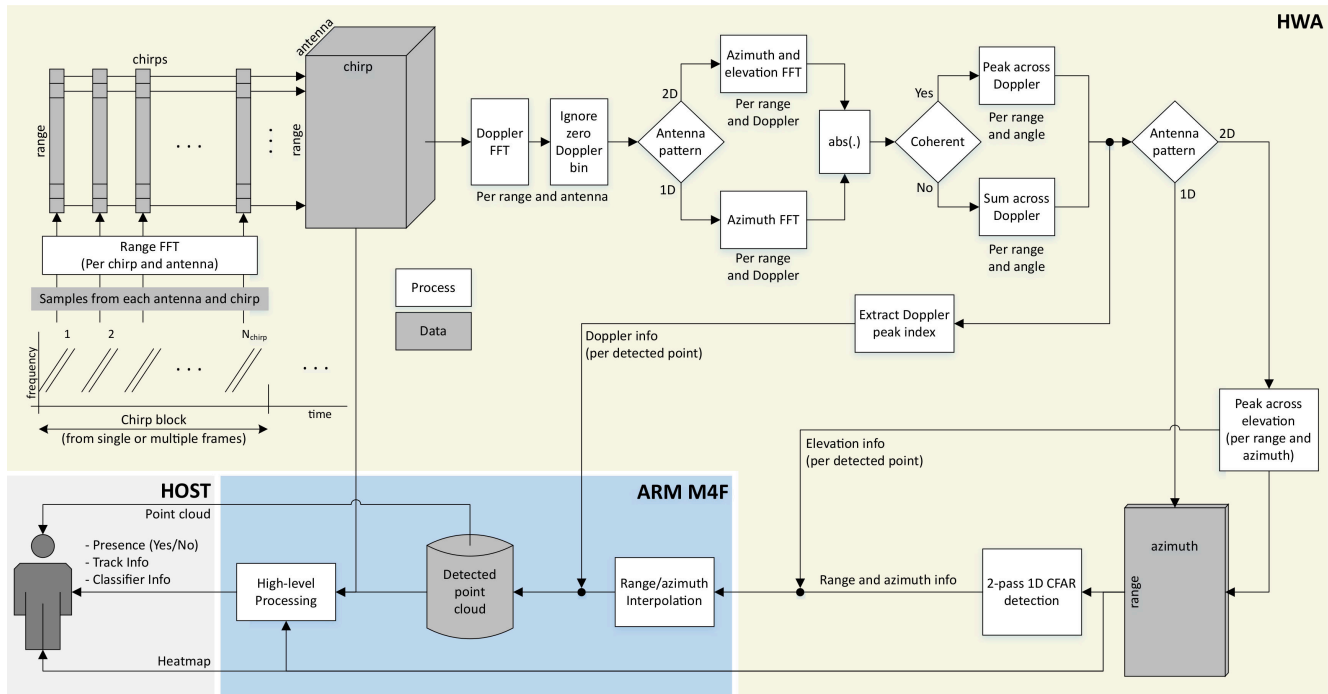 HWA
antenna
chirps
chirp
range
range
. . .
Azimuth and
elevation FFT
Per range
and Doppler
Peak across
Doppler
Per range
and angle
2D
Yes
Doppler
FFT
Ignore
zero
Doppler
bin
Antenna
pattern
abs(.)
Coherent
Antenna
pattern
2D
Per range and antenna
1D
No
1D
Azimuth FFT
Per range
and Doppler
Sum across
Doppler
Per range
and angle
Range FFT
(Per chirp and antenna)
Samples from each antenna and chirp
Process
Data
Extract Doppler
peak index
Doppler info
(per detected point)
1
2
Nchirp
frequency
. . .
. . .
time
Chirp block
(from single or multiple frames)
Peak across
elevation
(per range and
azimuth)
Elevation info
(per detected point)
HOST
ARM M4F
Point cloud
- Presence (Yes/No)
- Track Info
- Classifier Info
High-level
Processing
Detected
point
cloud
Range/azimuth
Interpolation
Range and azimuth info
2-pass 1D CFAR
detection
range
azimuth
Heatmap